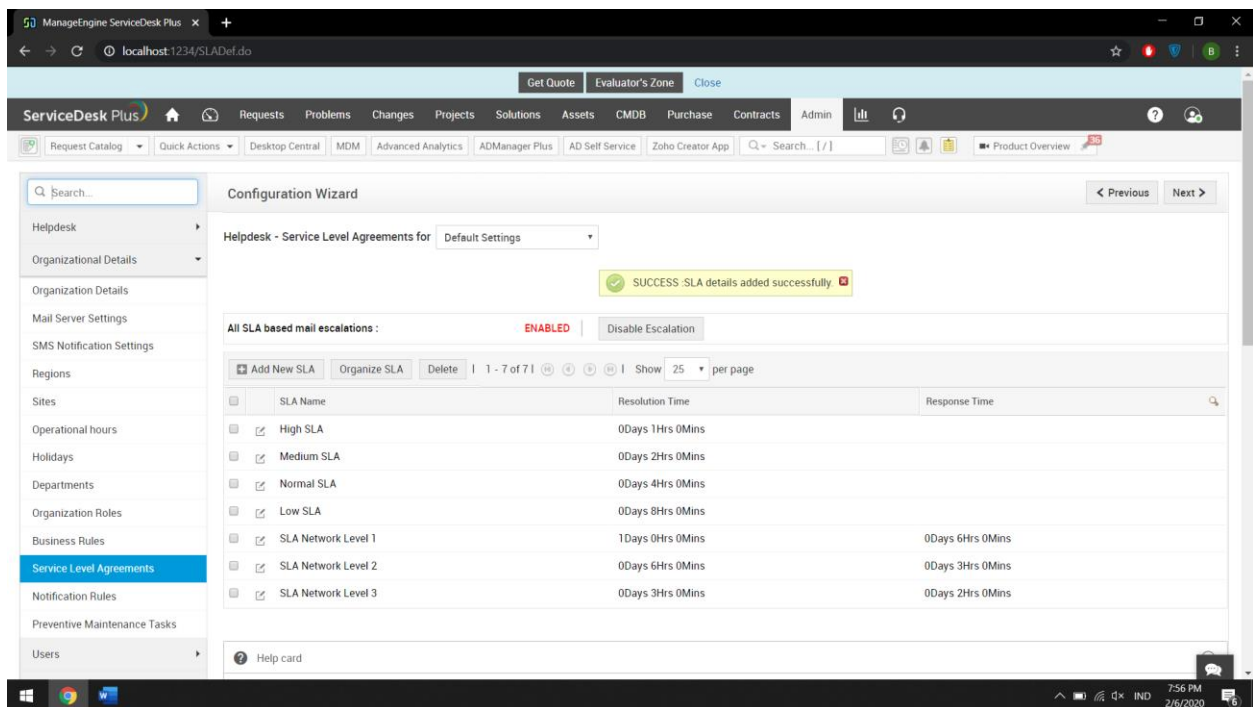 ManageEngine ServiceDesk Plus
localhost:1234/SLADef.do
B
Get Quote Evaluator's Zone Close
ServiceDesk Plus Requests Problems Changes Projects Solutions Assets CMDB Purchase Contracts Admin
Request Catalog Quick Actions Desktop Central MDM Advanced Analytics ADManager Plus AD Self Service Zoho Creator App Search... [ / ] Product Overview 36
Search...
Configuration Wizard
Previous Next
Helpdesk
Organizational Details
Organization Details
Mail Server Settings
SMS Notification Settings
Regions
Sites
Operational hours
Holidays
Departments
Organization Roles
Business Rules
Service Level Agreements
Notification Rules
Preventive Maintenance Tasks
Users
Helpdesk - Service Level Agreements for Default Settings
SUCCESS :SLA details added successfully.
All SLA based mail escalations : ENABLED Disable Escalation
Add New SLA Organize SLA Delete | 1 - 7 of 7 | Show 25 per page
SLA Name Resolution Time Response Time
High SLA 0Days 1Hrs 0Mins
Medium SLA 0Days 2Hrs 0Mins
Normal SLA 0Days 4Hrs 0Mins
Low SLA 0Days 8Hrs 0Mins
SLA Network Level 1 1Days 0Hrs 0Mins 0Days 6Hrs 0Mins
SLA Network Level 2 0Days 6Hrs 0Mins 0Days 3Hrs 0Mins
SLA Network Level 3 0Days 3Hrs 0Mins 0Days 2Hrs 0Mins
Help card
IND
7:56 PM
2/6/2020
6